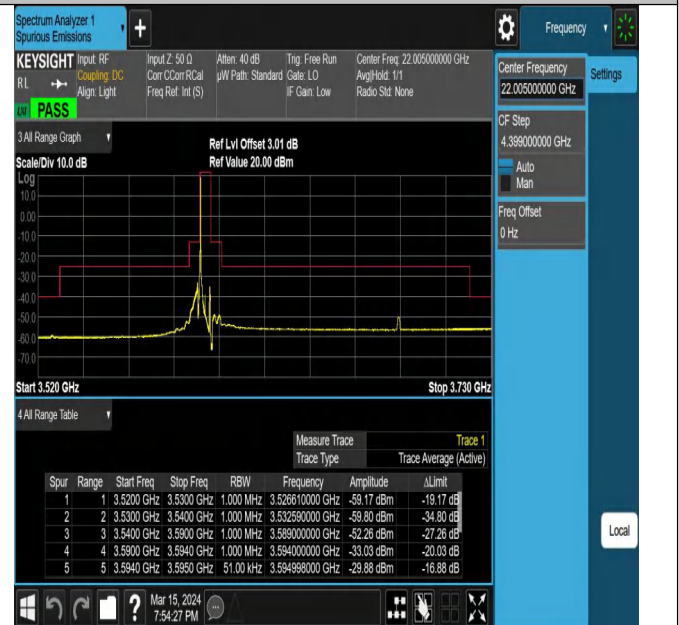 Spectrum Analyzer 1
Spurious Emissions
+
Frequency
KEYSIGHT Input: RF Input Z: 50 Ω Atten: 40 dB Trig: Free Run Center Freq: 22.005000000 GHz
RL Coupling: DC Corr CCorr RCal µW Path: Standard Gate: LO Avg|Hold: 1/1
Align: Light Freq Ref: Int (S) IF Gain: Low Radio Std: None
LXI PASS
Center Frequency
22.005000000 GHz
Settings
CF Step
4.399000000 GHz
Auto
Man
Freq Offset
0 Hz
3 All Range Graph
Ref Lvl Offset 3.01 dB
Scale/Div 10.0 dB Ref Value 20.00 dBm
Log
10.0
0.00
-10.0
-20.0
-30.0
-40.0
-50.0
-60.0
-70.0
Start 3.520 GHz Stop 3.730 GHz
4 All Range Table
Measure Trace Trace 1
Trace Type Trace Average (Active)
Spur Range Start Freq Stop Freq RBW Frequency Amplitude ΔLimit
1 1 3.5200 GHz 3.5300 GHz 1.000 MHz 3.526610000 GHz -59.17 dBm -19.17 dB
2 2 3.5300 GHz 3.5400 GHz 1.000 MHz 3.532590000 GHz -59.80 dBm -34.80 dB
3 3 3.5400 GHz 3.5900 GHz 1.000 MHz 3.589000000 GHz -52.26 dBm -27.26 dB
4 4 3.5900 GHz 3.5940 GHz 1.000 MHz 3.594000000 GHz -33.03 dBm -20.03 dB
5 5 3.5940 GHz 3.5950 GHz 51.00 kHz 3.594998000 GHz -29.88 dBm -16.88 dB
Local
? Mar 15, 2024
7:54:27 PM